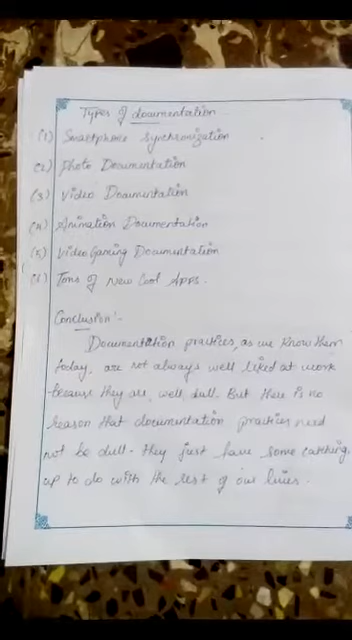 Types of documentation
(1) Smartphones Synchronization
(2) Photo Documentation
(3) Video Documentation
(4) Animation Documentation
(5) Video Gaming Documentation
(6) Tons of New Cool Apps.
Conclusion:-
Documentation practices, as we know them
today, are not always well liked at work
because they are, well, dull. But there is no
reason that documentation practices need
not be dull - they just have some catching
up to do with the rest of our lives.